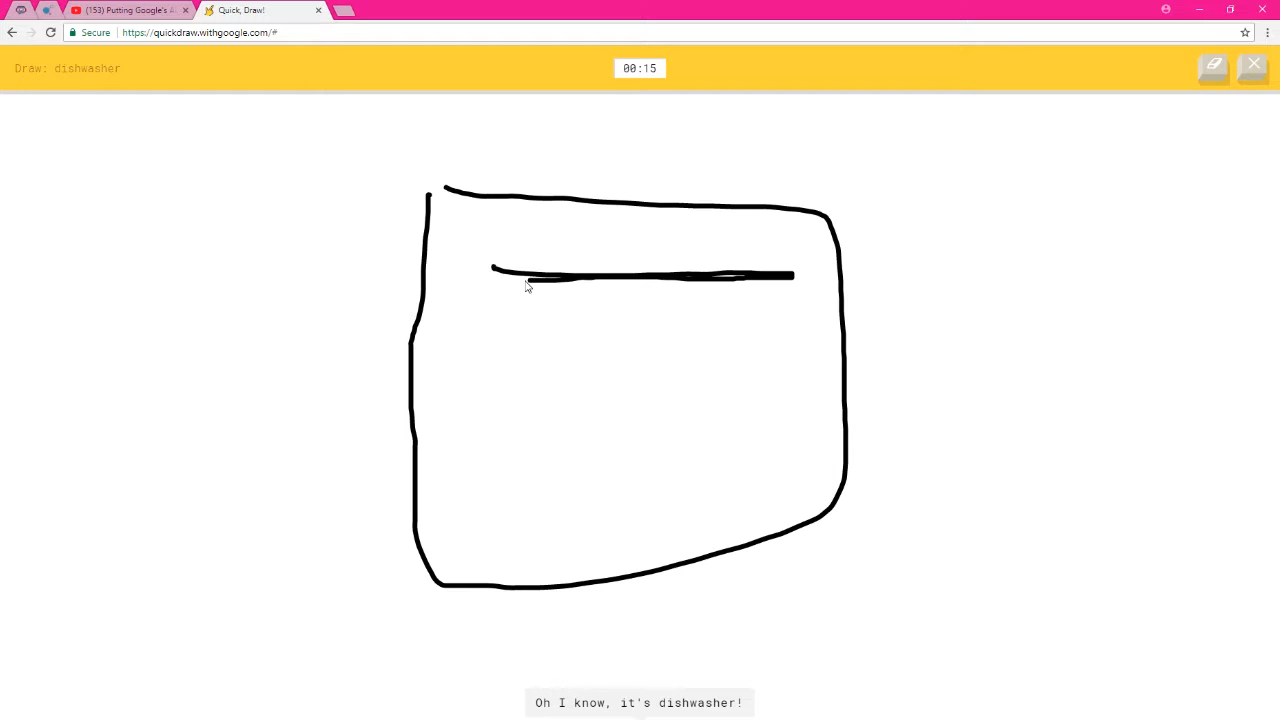 (153) Putting Google's A
Quick, Draw!
Secure
https://quickdraw.withgoogle.com/#
Draw: dishwasher
00:15
Oh I know, it's dishwasher!